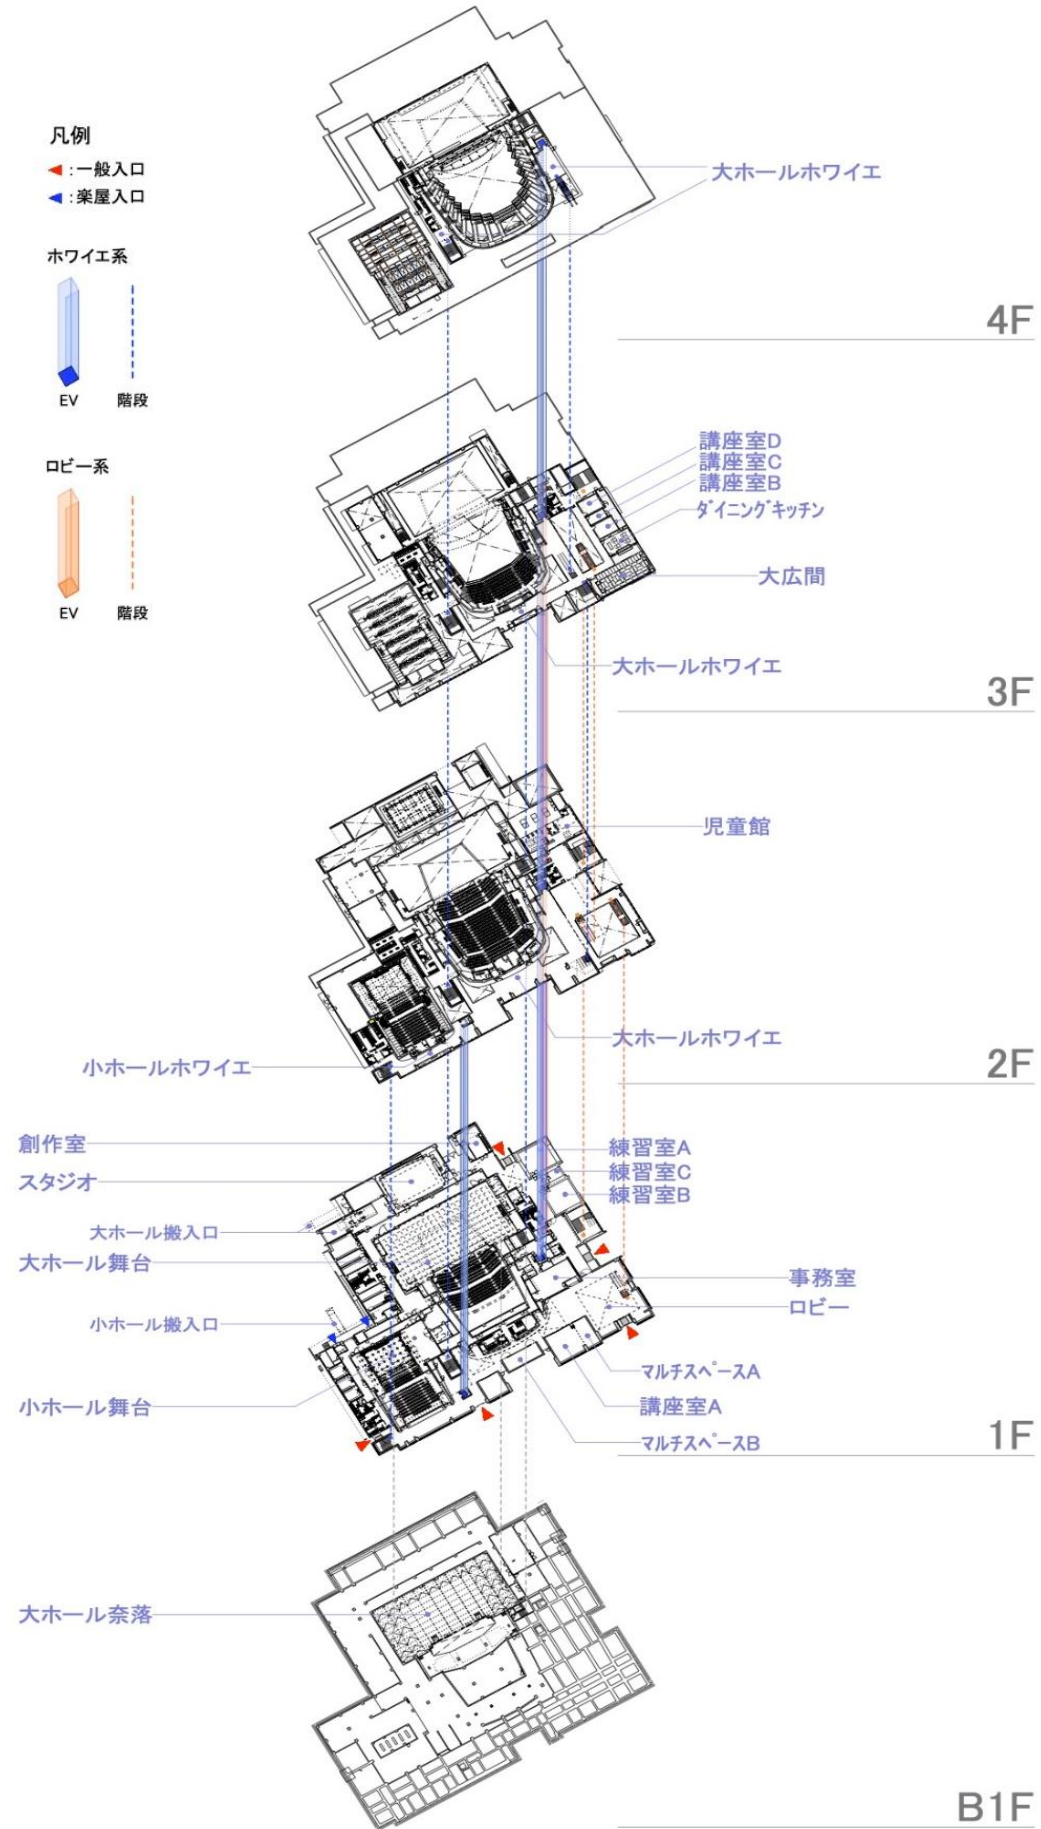 凡例
:一般入口
:楽屋入口
ホワイエ系
EV 階段
ロビー系
EV 階段
大ホールホワイエ
4F
講座室D
講座室C
講座室B
ダイニングキッチン
大広間
大ホールホワイエ
3F
児童館
大ホールホワイエ
小ホールホワイエ
2F
創作室
スタジオ
大ホール搬入口
大ホール舞台
小ホール搬入口
小ホール舞台
練習室A
練習室C
練習室B
事務室
ロビー
マルチスペースA
講座室A
マルチスペースB
1F
大ホール奈落
B1F